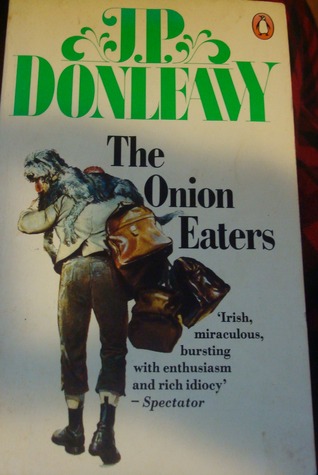 J.P.
DONLEAVY
The
Onion
Eaters
'Irish,
miraculous,
bursting
with enthusiasm
and rich idiocy'
– Spectator